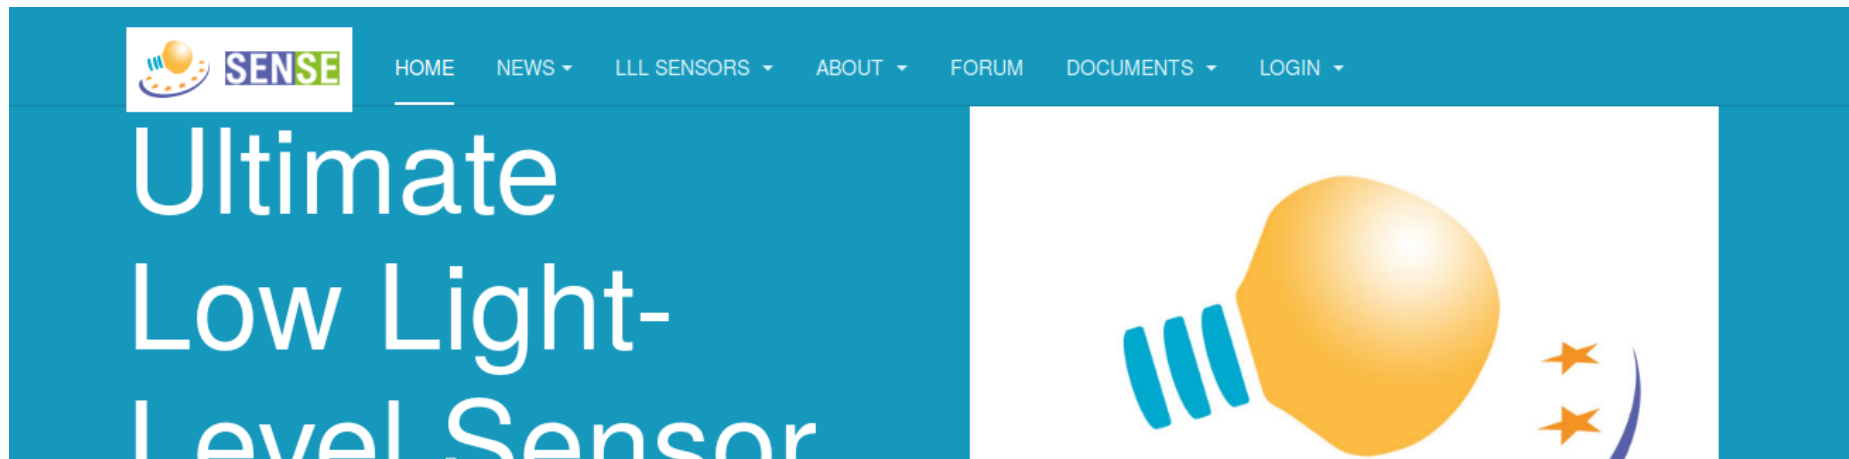 SENSE
HOME NEWS LLL SENSORS ABOUT FORUM DOCUMENTS LOGIN
Ultimate
Low Light-
Level Sensor